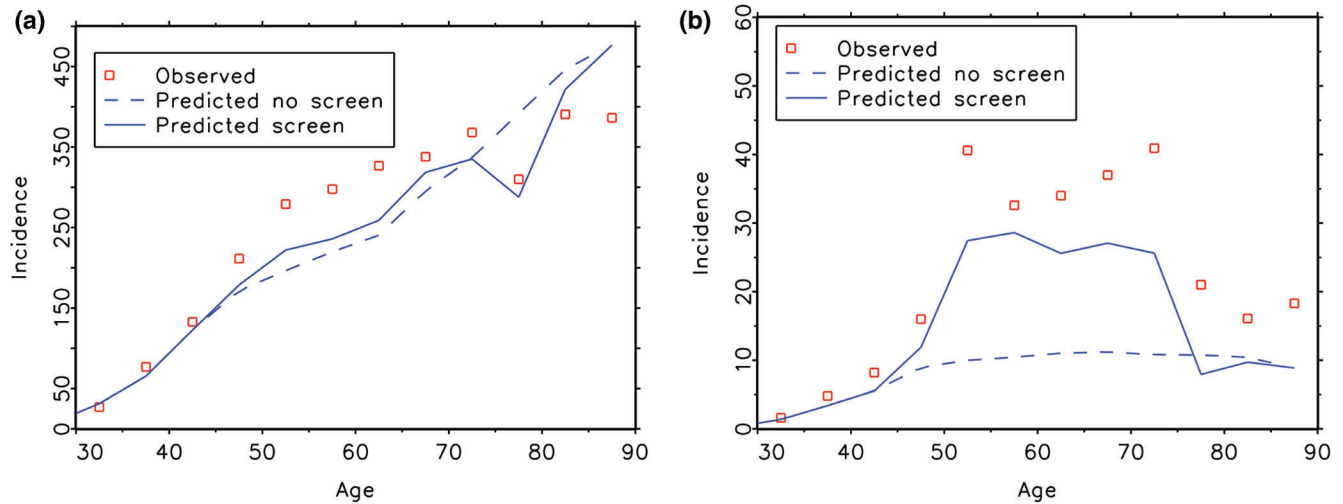 (a)
Observed
Predicted no screen
Predicted screen
Incidence
450
350
250
150
50
0
30 40 50 60 70 80 90
Age
(b)
Observed
Predicted no screen
Predicted screen
Incidence
60
50
40
30
20
10
0
30 40 50 60 70 80 90
Age